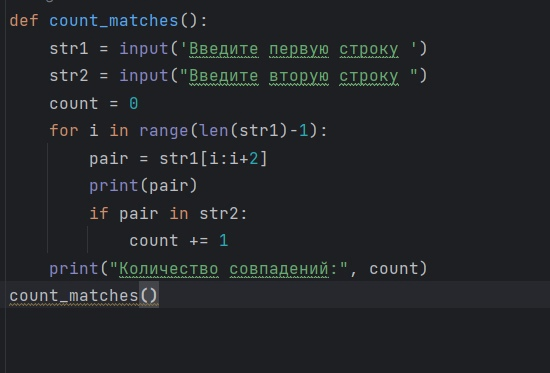 def count_matches():
    str1 = input('Введите первую строку ')
    str2 = input("Введите вторую строку ")
    count = 0
    for i in range(len(str1)-1):
        pair = str1[i:i+2]
        print(pair)
        if pair in str2:
            count += 1
    print("Количество совпадений:", count)
count_matches()